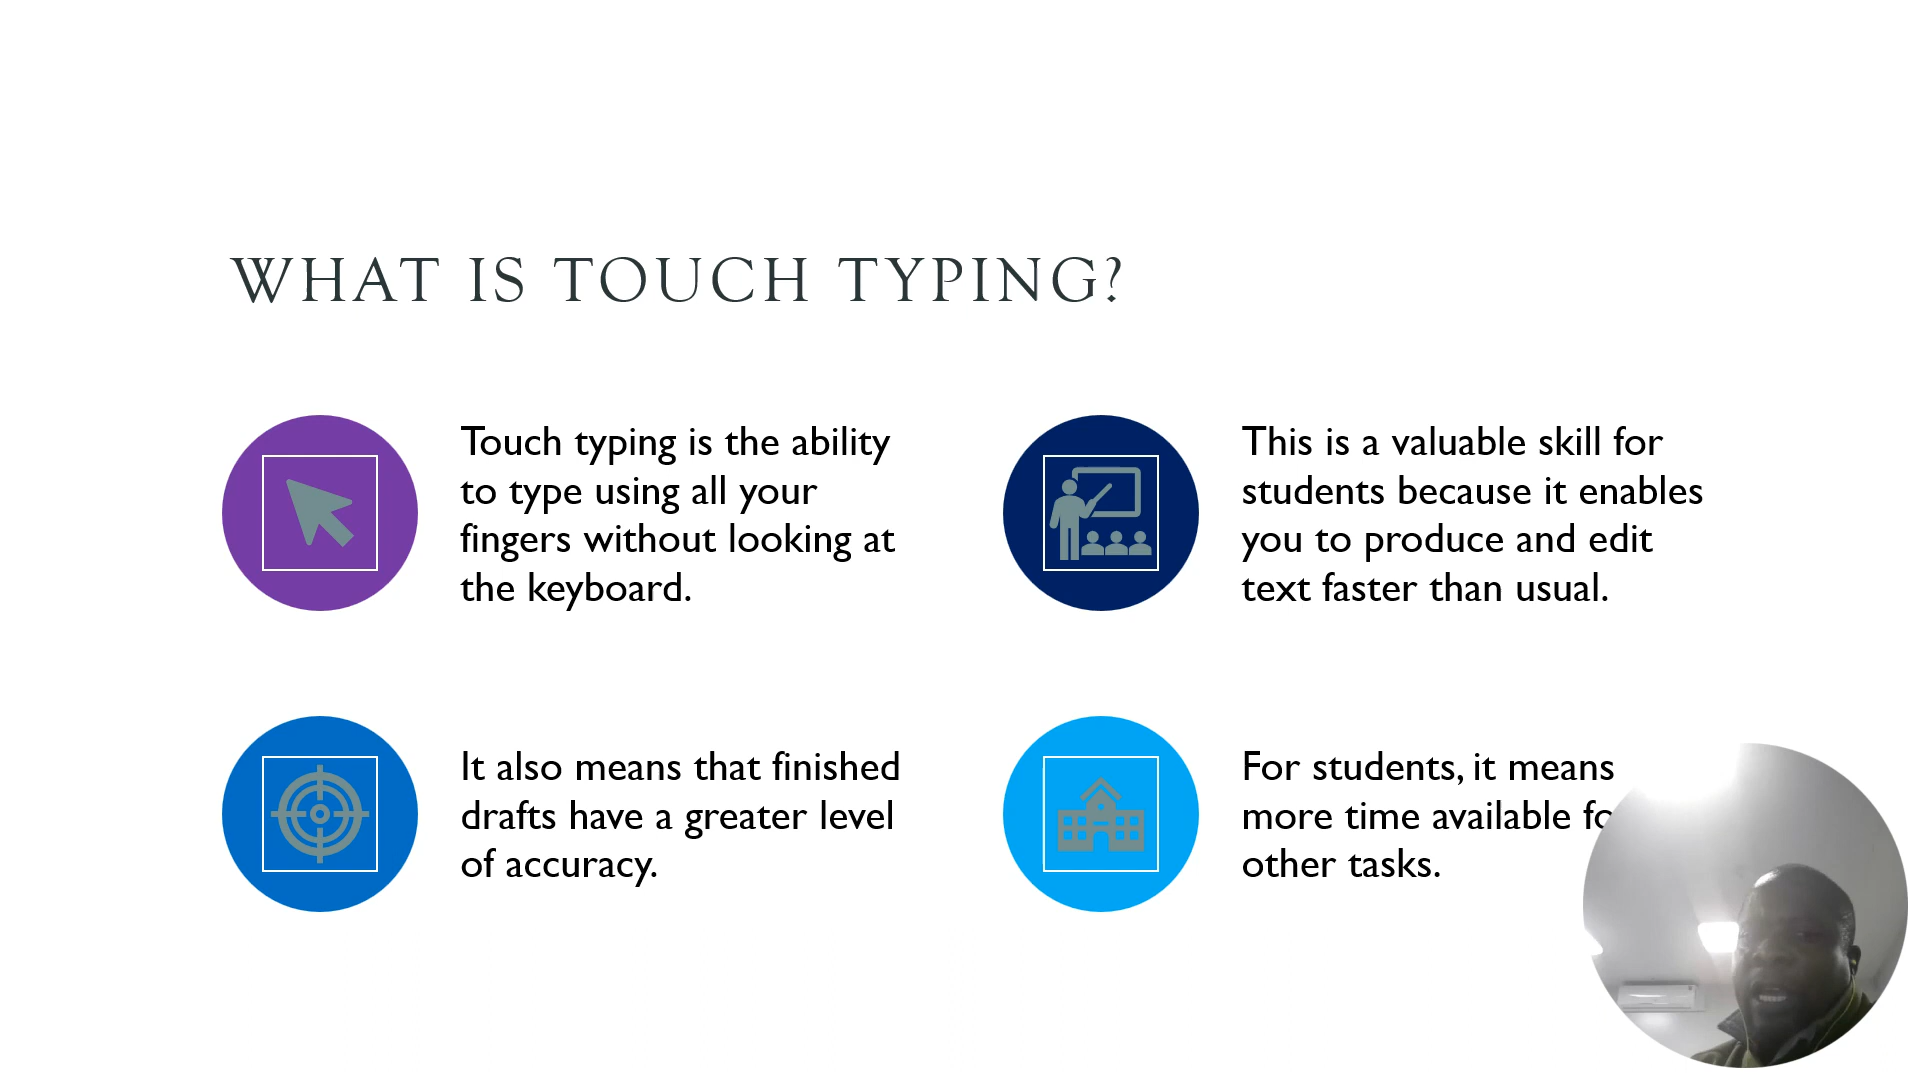 WHAT IS TOUCH TYPING?
Touch typing is the ability
to type using all your
fingers without looking at
the keyboard.
This is a valuable skill for
students because it enables
you to produce and edit
text faster than usual.
It also means that finished
drafts have a greater level
of accuracy.
For students, it means
more time available fo
other tasks.